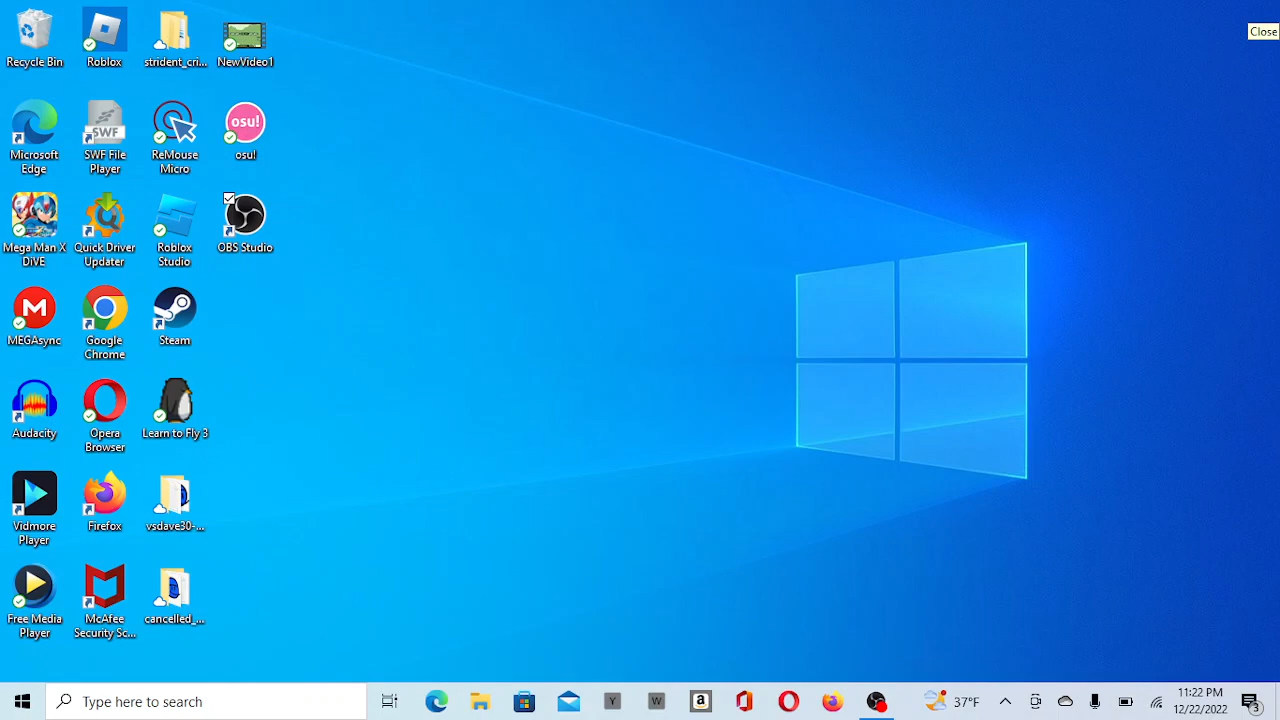 Close
Recycle Bin
Roblox
strident_cri...
NewVideo1
Microsoft
Edge
SWF
SWF File
Player
ReMouse
Micro
osu!
osu!
Mega Man X
DiVE
Quick Driver
Updater
Roblox
Studio
OBS Studio
M
MEGAsync
Google
Chrome
Steam
Audacity
Opera
Browser
Learn to Fly 3
Vidmore
Player
Firefox
vsdave30-...
Free Media
Player
McAfee
Security Sc...
cancelled_...
Type here to search
Y
W
a
37°F
11:22 PM
12/22/2022
3